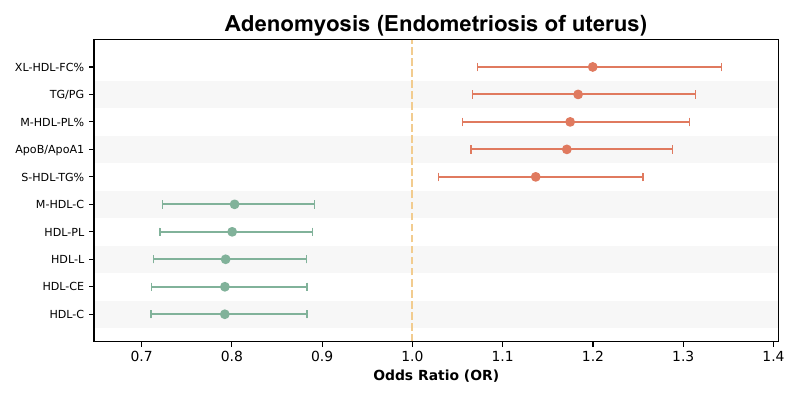 Adenomyosis (Endometriosis of uterus)
XL-HDL-FC%
TG/PG
M-HDL-PL%
ApoB/ApoA1
S-HDL-TG%
M-HDL-C
HDL-PL
HDL-L
HDL-CE
HDL-C
0.7 0.8 0.9 1.0 1.1 1.2 1.3 1.4
Odds Ratio (OR)